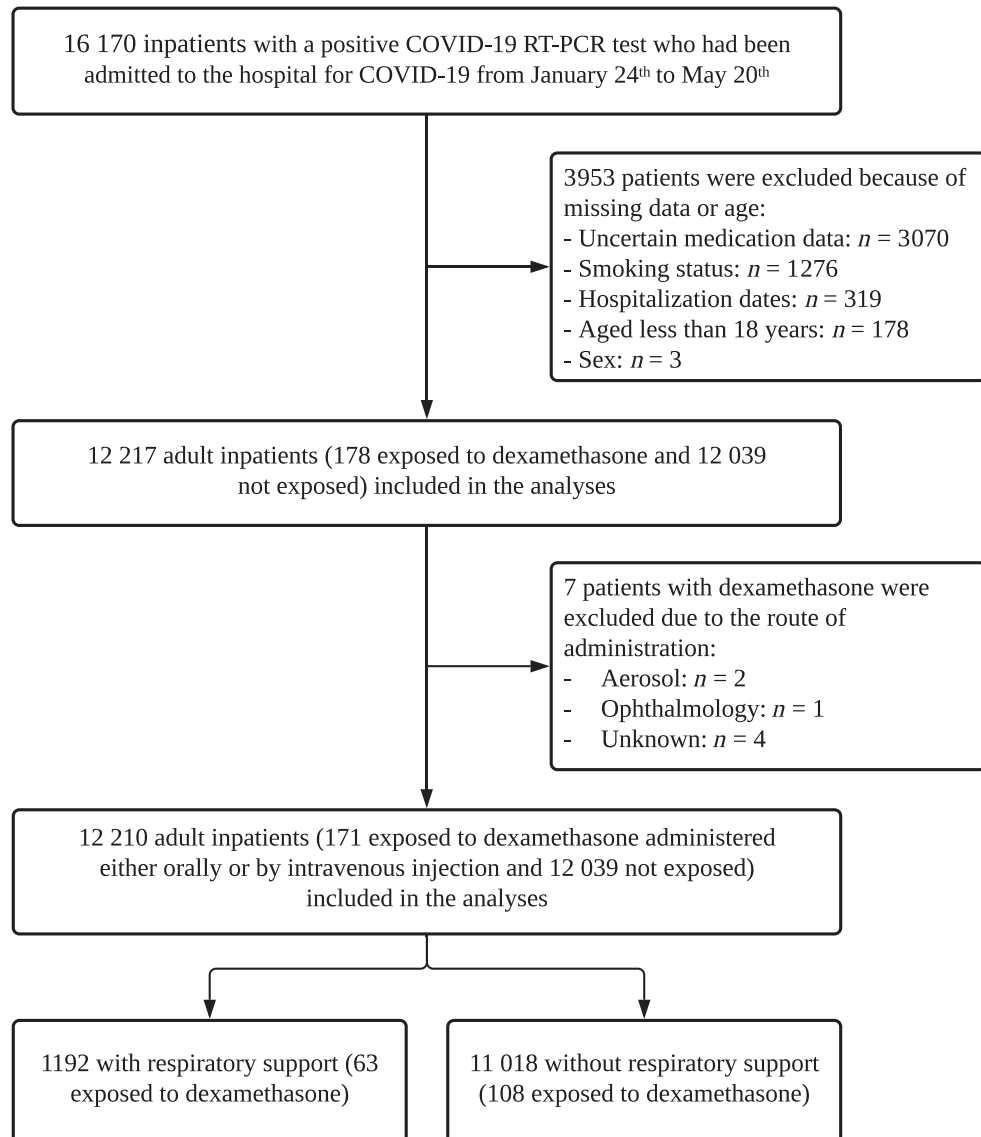 16 170 inpatients with a positive COVID-19 RT-PCR test who had been
admitted to the hospital for COVID-19 from January 24th to May 20th
3953 patients were excluded because of
missing data or age:
- Uncertain medication data: n = 3070
- Smoking status: n = 1276
- Hospitalization dates: n = 319
- Aged less than 18 years: n = 178
- Sex: n = 3
12 217 adult inpatients (178 exposed to dexamethasone and 12 039
not exposed) included in the analyses
7 patients with dexamethasone were
excluded due to the route of
administration:
- Aerosol: n = 2
- Ophthalmology: n = 1
- Unknown: n = 4
12 210 adult inpatients (171 exposed to dexamethasone administered
either orally or by intravenous injection and 12 039 not exposed)
included in the analyses
1192 with respiratory support (63
exposed to dexamethasone)
11 018 without respiratory support
(108 exposed to dexamethasone)